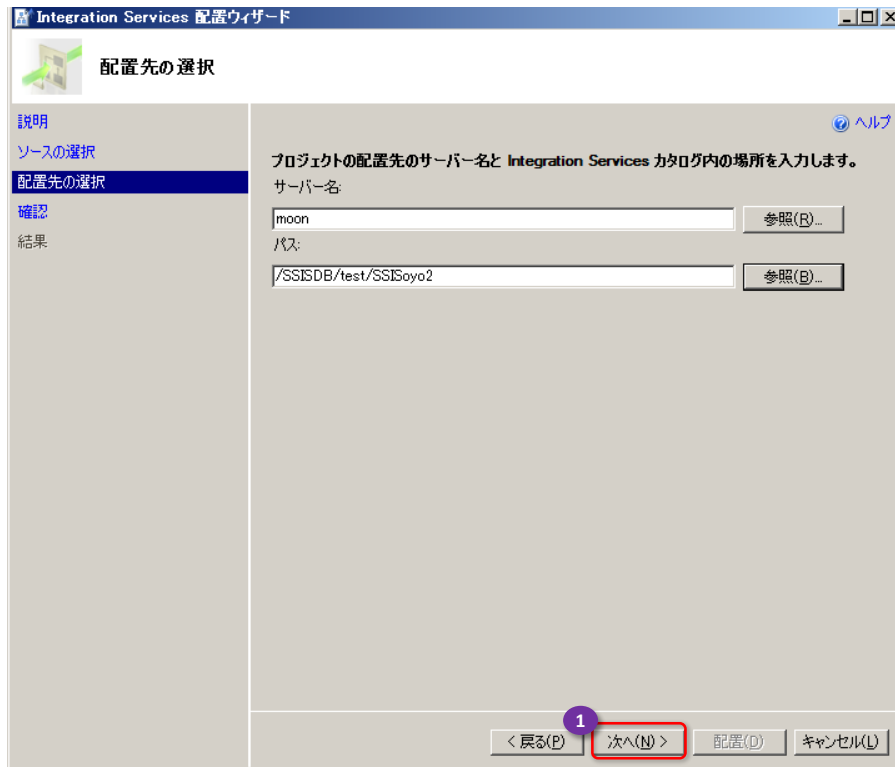 Integration Services 配置ウィザード
配置先の選択
説明
ソースの選択
配置先の選択
確認
結果
ヘルプ
プロジェクトの配置先のサーバー名と Integration Services カタログ内の場所を入力します。
サーバー名:
moon
参照(R)...
パス:
/SSISDB/test/SSISoyo2
参照(B)...
1
< 戻る(P)
次へ(N) >
配置(D)
キャンセル(L)